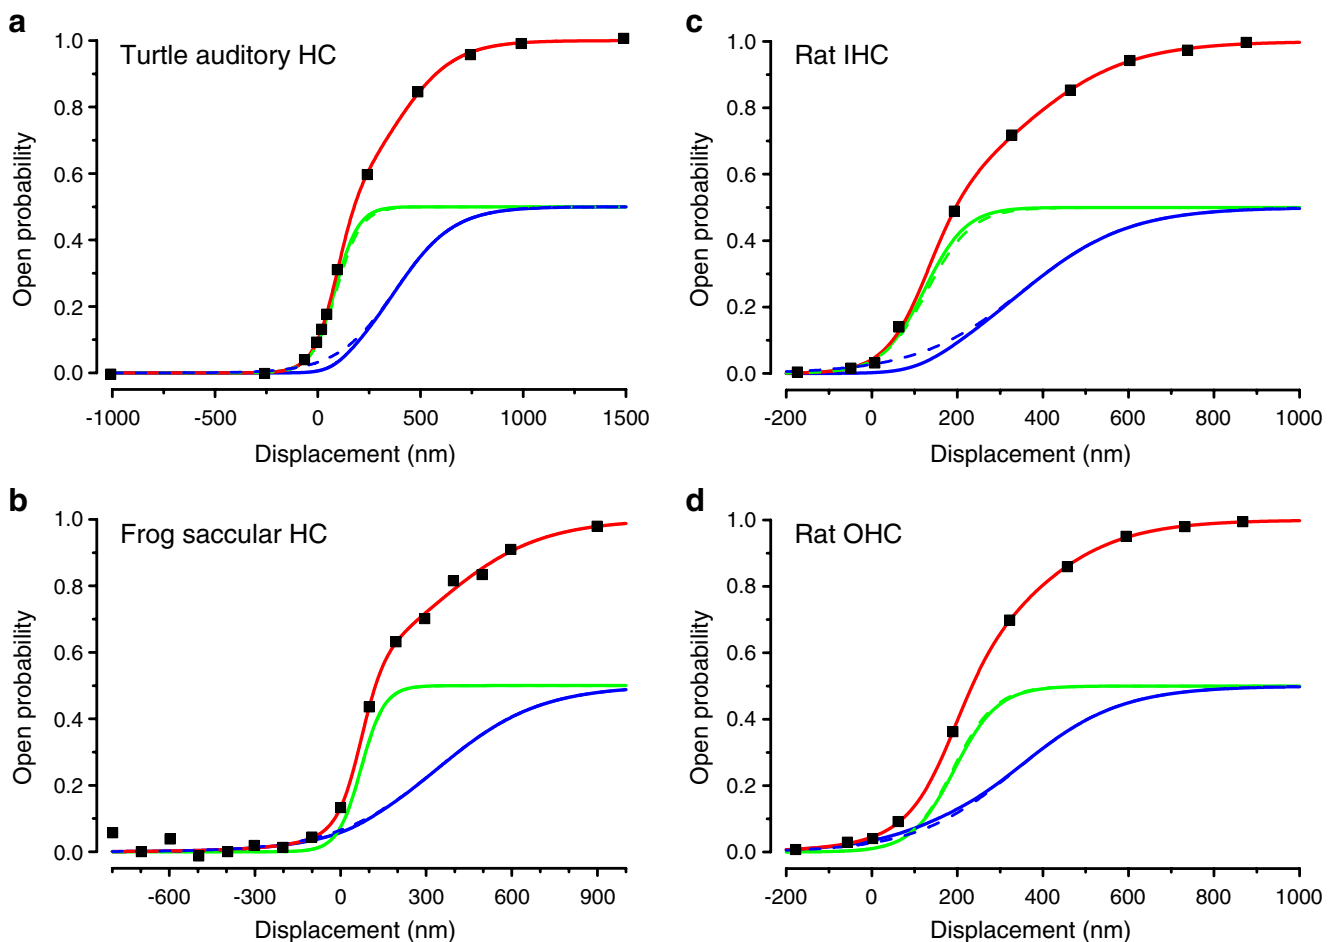 a
Turtle auditory HC
1.0
0.8
0.6
0.4
0.2
0.0
Open probability
-1000 -500 0 500 1000 1500
Displacement (nm)
c
Rat IHC
1.0
0.8
0.6
0.4
0.2
0.0
Open probability
-200 0 200 400 600 800 1000
Displacement (nm)
b
Frog saccular HC
1.0
0.8
0.6
0.4
0.2
0.0
Open probability
-600 -300 0 300 600 900
Displacement (nm)
d
Rat OHC
1.0
0.8
0.6
0.4
0.2
0.0
Open probability
-200 0 200 400 600 800 1000
Displacement (nm)